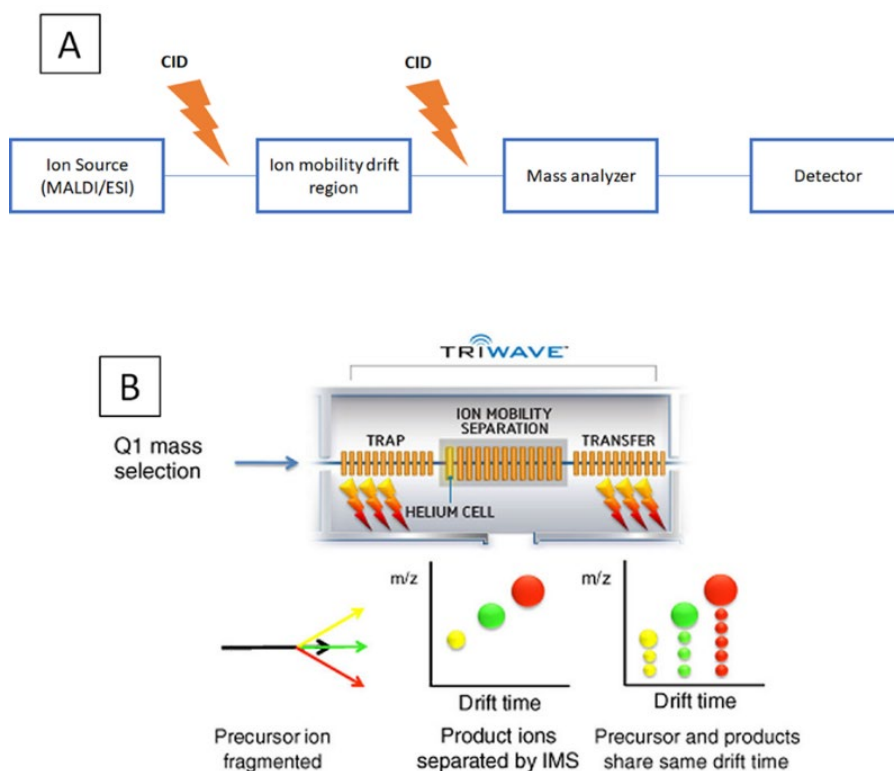 A
CID
CID
Ion Source
(MALDI/ESI)
Ion mobility drift
region
Mass analyzer
Detector
B
TRIWAVE™
Q1 mass
selection
TRAP
ION MOBILITY
SEPARATION
TRANSFER
HELIUM CELL
m/z
Drift time
m/z
Drift time
Precursor ion
fragmented
Product ions
separated by IMS
Precursor and products
share same drift time